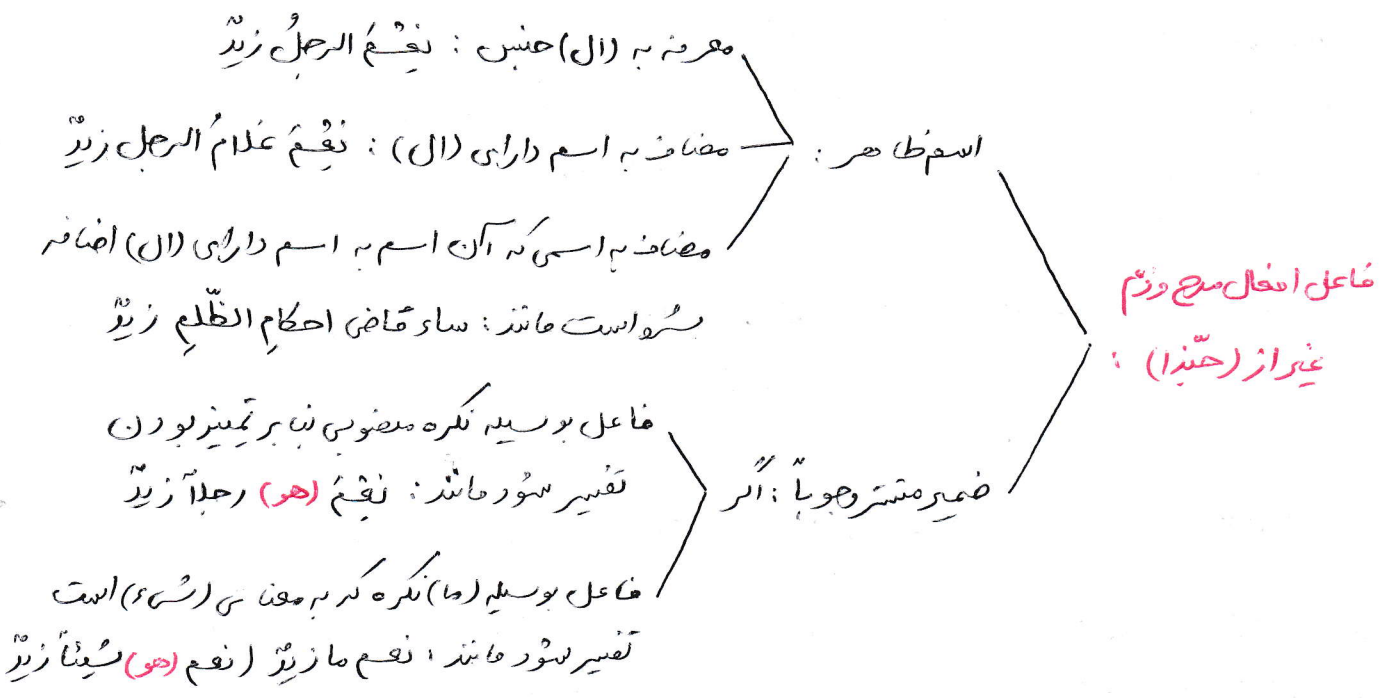 فاعل افعال مدح و ذمّ
غیر از (حبّذا) :
اسم ظاهر :
معرفه به (ال) جنس : نِعْمَ الرجلُ زیدٌ
مضاف به اسم دارای (ال) : نِعْمَ غلامُ الرجل زیدٌ
مضاف به اسمی که آن اسم به اسم دارای (ال) اضافه
شده است مانند : ساء قاضی احکامِ الظّلمِ زیدٌ
ضمیر متتر وجوباً : اگر
فاعل بوسیله نکره منصوبی بنا بر تمییز بودن
تفسیر شود مانند : نِعْمَ (هو) رجلاً زیدٌ
فاعل بوسیله (ما) نکره که به معنای (شیء) است
تفسیر شود مانند : نعم ما زیدٌ (نعم (هو) شیئاً زیدٌ